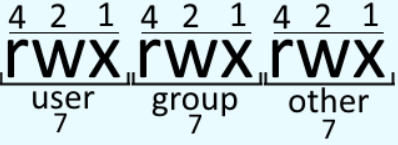 4 2 1 4 2 1 4 2 1
rwx rwx rwx
user group other
7 7 7